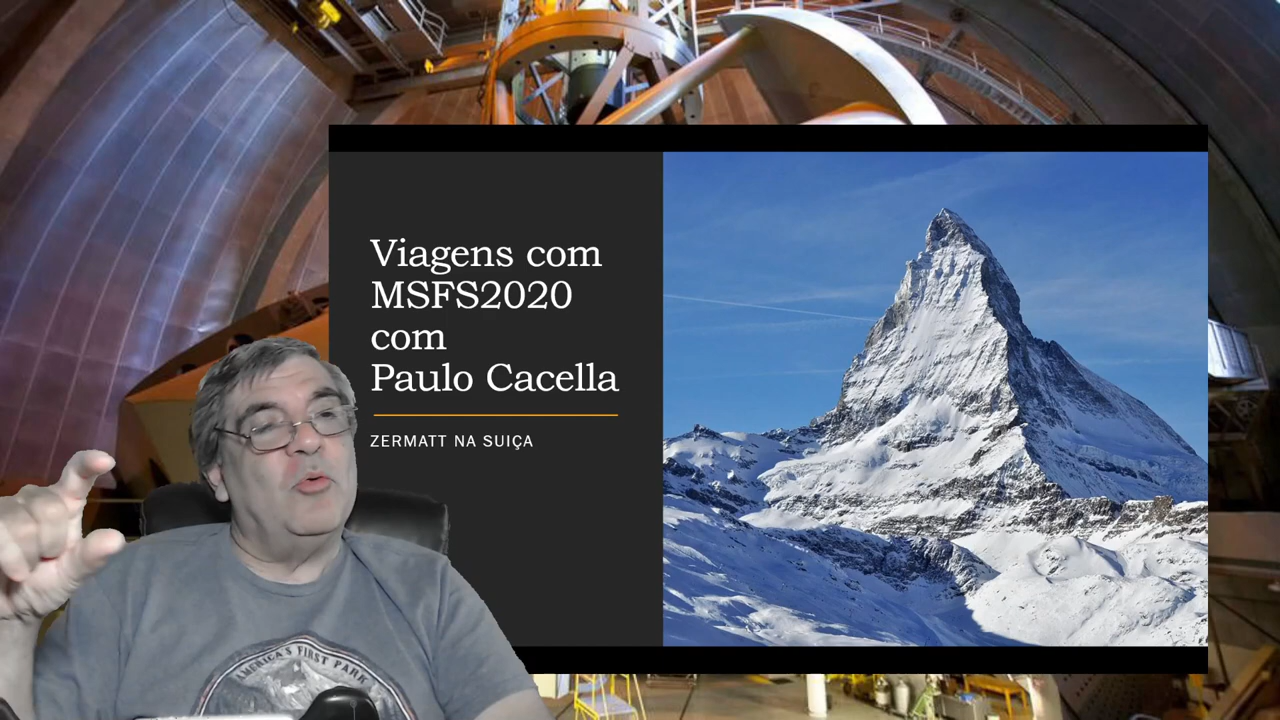 Viagens com
MSFS2020
com
Paulo Cacella
ZERMATT NA SUIÇA
AMERICA'S FIRST PARK